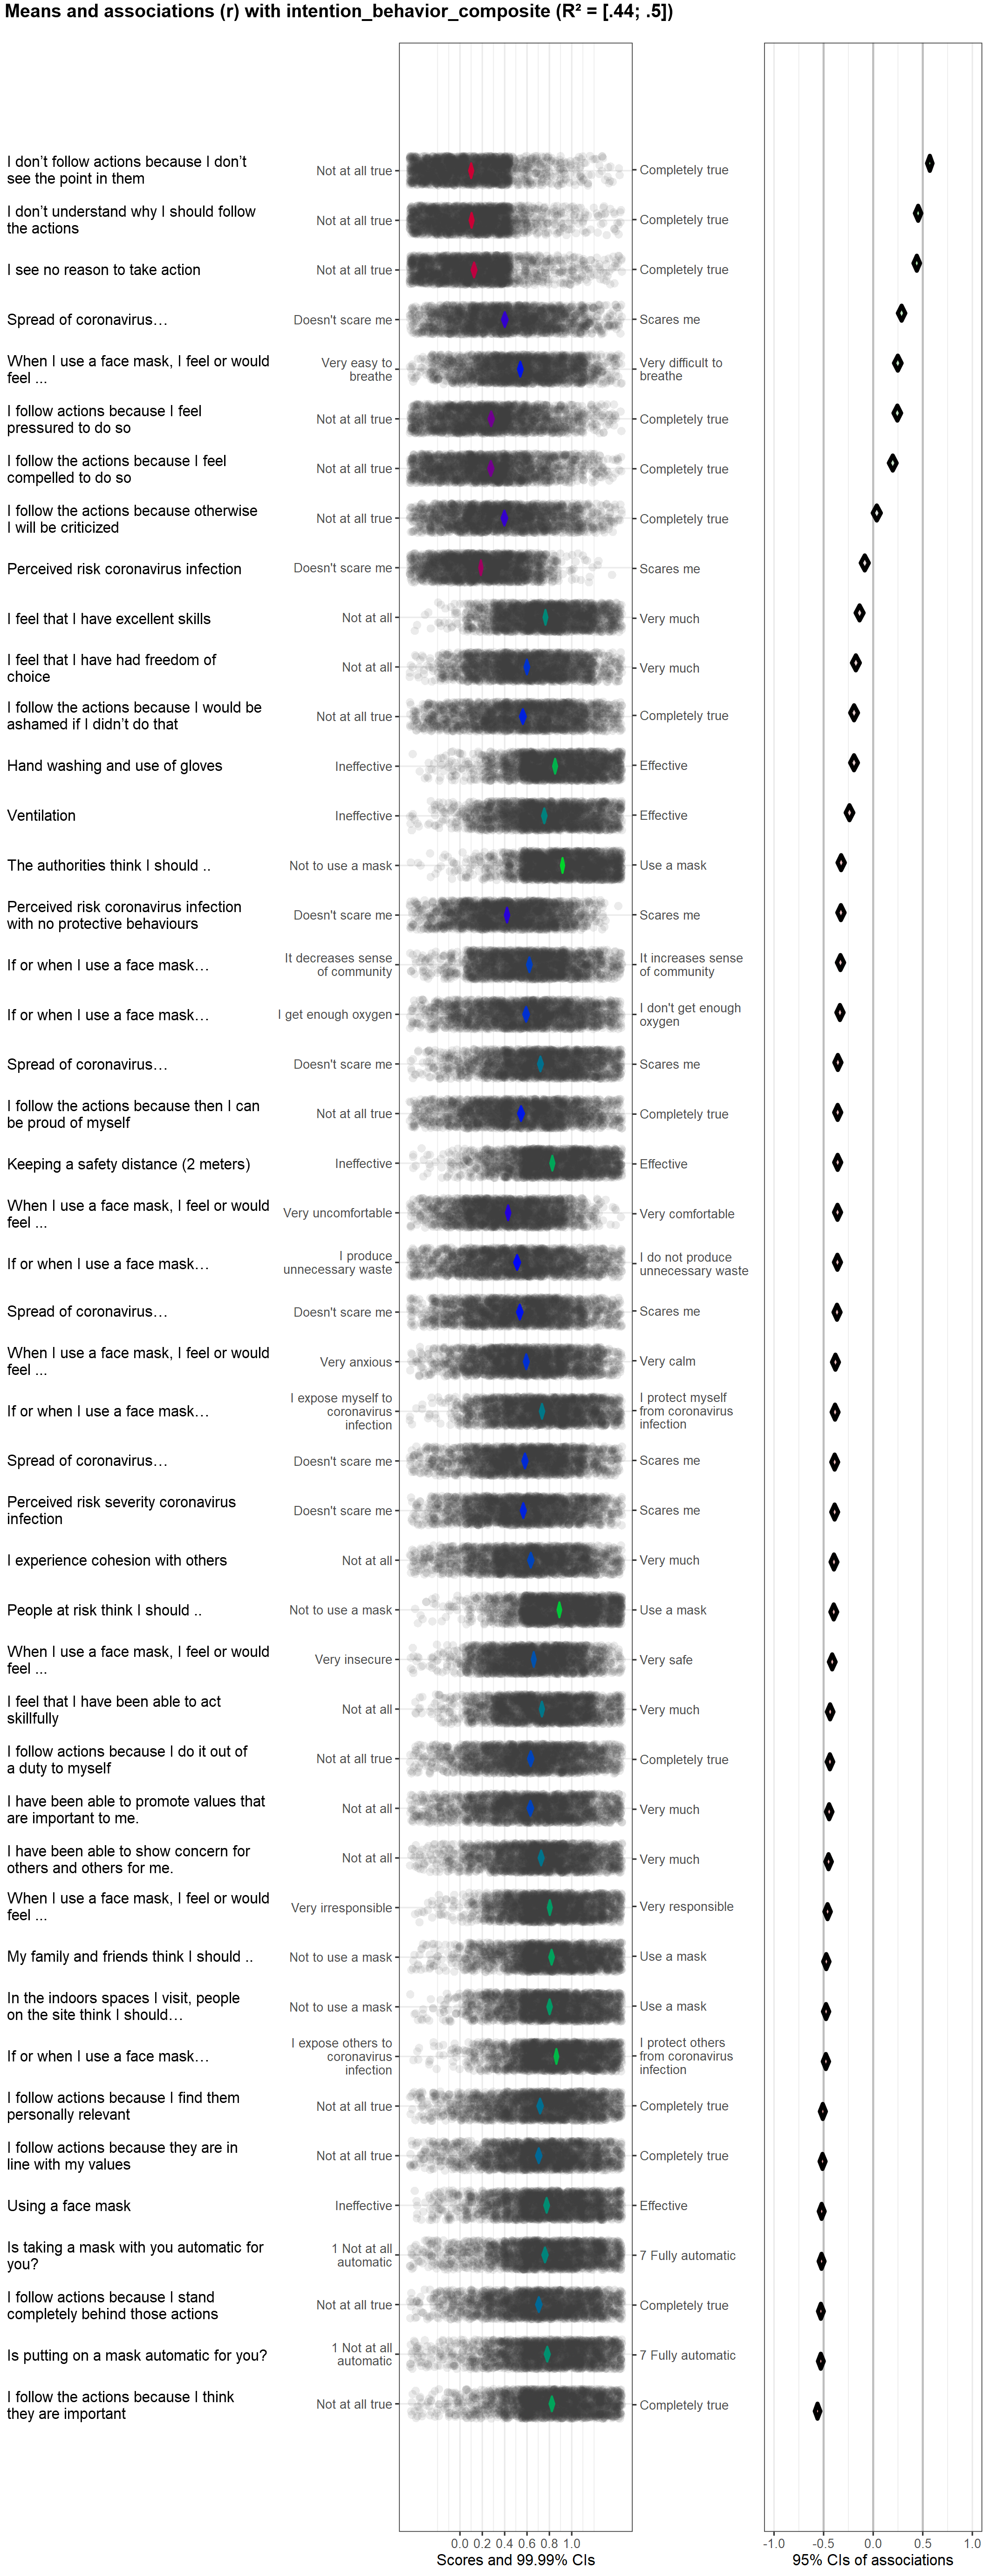 Means and associations (r) with intention_behavior_composite (R² = [.44; .5])
I don't follow actions because I don't
see the point in them
Not at all true
Completely true
I don't understand why I should follow
the actions
Not at all true
Completely true
I see no reason to take action
Not at all true
Completely true
Spread of coronavirus…
Doesn't scare me
Scares me
When I use a face mask, I feel or would
feel ...
Very easy to
breathe
Very difficult to
breathe
I follow actions because I feel
pressured to do so
Not at all true
Completely true
I follow the actions because I feel
compelled to do so
Not at all true
Completely true
I follow the actions because otherwise
I will be criticized
Not at all true
Completely true
Perceived risk coronavirus infection
Doesn't scare me
Scares me
I feel that I have excellent skills
Not at all
Very much
I feel that I have had freedom of
choice
Not at all
Very much
I follow the actions because I would be
ashamed if I didn't do that
Not at all true
Completely true
Hand washing and use of gloves
Ineffective
Effective
Ventilation
Ineffective
Effective
The authorities think I should ..
Not to use a mask
Use a mask
Perceived risk coronavirus infection
with no protective behaviours
Doesn't scare me
Scares me
If or when I use a face mask…
It decreases sense
of community
It increases sense
of community
If or when I use a face mask…
I get enough oxygen
I don't get enough
oxygen
Spread of coronavirus…
Doesn't scare me
Scares me
I follow the actions because then I can
be proud of myself
Not at all true
Completely true
Keeping a safety distance (2 meters)
Ineffective
Effective
When I use a face mask, I feel or would
feel ...
Very uncomfortable
Very comfortable
If or when I use a face mask…
I produce
unnecessary waste
I do not produce
unnecessary waste
Spread of coronavirus…
Doesn't scare me
Scares me
When I use a face mask, I feel or would
feel ...
Very anxious
Very calm
If or when I use a face mask…
I expose myself to
coronavirus
infection
I protect myself
from coronavirus
infection
Spread of coronavirus…
Doesn't scare me
Scares me
Perceived risk severity coronavirus
infection
Doesn't scare me
Scares me
I experience cohesion with others
Not at all
Very much
People at risk think I should ..
Not to use a mask
Use a mask
When I use a face mask, I feel or would
feel ...
Very insecure
Very safe
I feel that I have been able to act
skillfully
Not at all
Very much
I follow actions because I do it out of
a duty to myself
Not at all true
Completely true
I have been able to promote values that
are important to me.
Not at all
Very much
I have been able to show concern for
others and others for me.
Not at all
Very much
When I use a face mask, I feel or would
feel ...
Very irresponsible
Very responsible
My family and friends think I should ..
Not to use a mask
Use a mask
In the indoors spaces I visit, people
on the site think I should…
Not to use a mask
Use a mask
If or when I use a face mask…
I expose others to
coronavirus
infection
I protect others
from coronavirus
infection
I follow actions because I find them
personally relevant
Not at all true
Completely true
I follow actions because they are in
line with my values
Not at all true
Completely true
Using a face mask
Ineffective
Effective
Is taking a mask with you automatic for
you?
1 Not at all
automatic
7 Fully automatic
I follow actions because I stand
completely behind those actions
Not at all true
Completely true
Is putting on a mask automatic for you?
1 Not at all
automatic
7 Fully automatic
I follow the actions because I think
they are important
Not at all true
Completely true
0.0 0.2 0.4 0.6 0.8 1.0
Scores and 99.99% CIs
-1.0 -0.5 0.0 0.5 1.0
95% CIs of associations